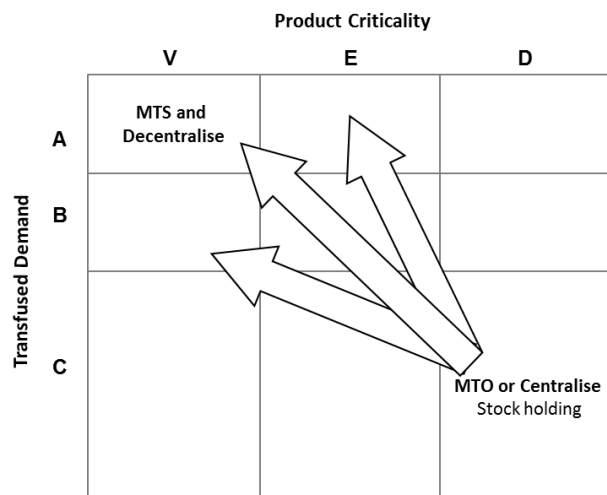 Product Criticality
V E D
MTS and
Decentralise
A
B
Transfused Demand
C
MTO or Centralise
Stock holding